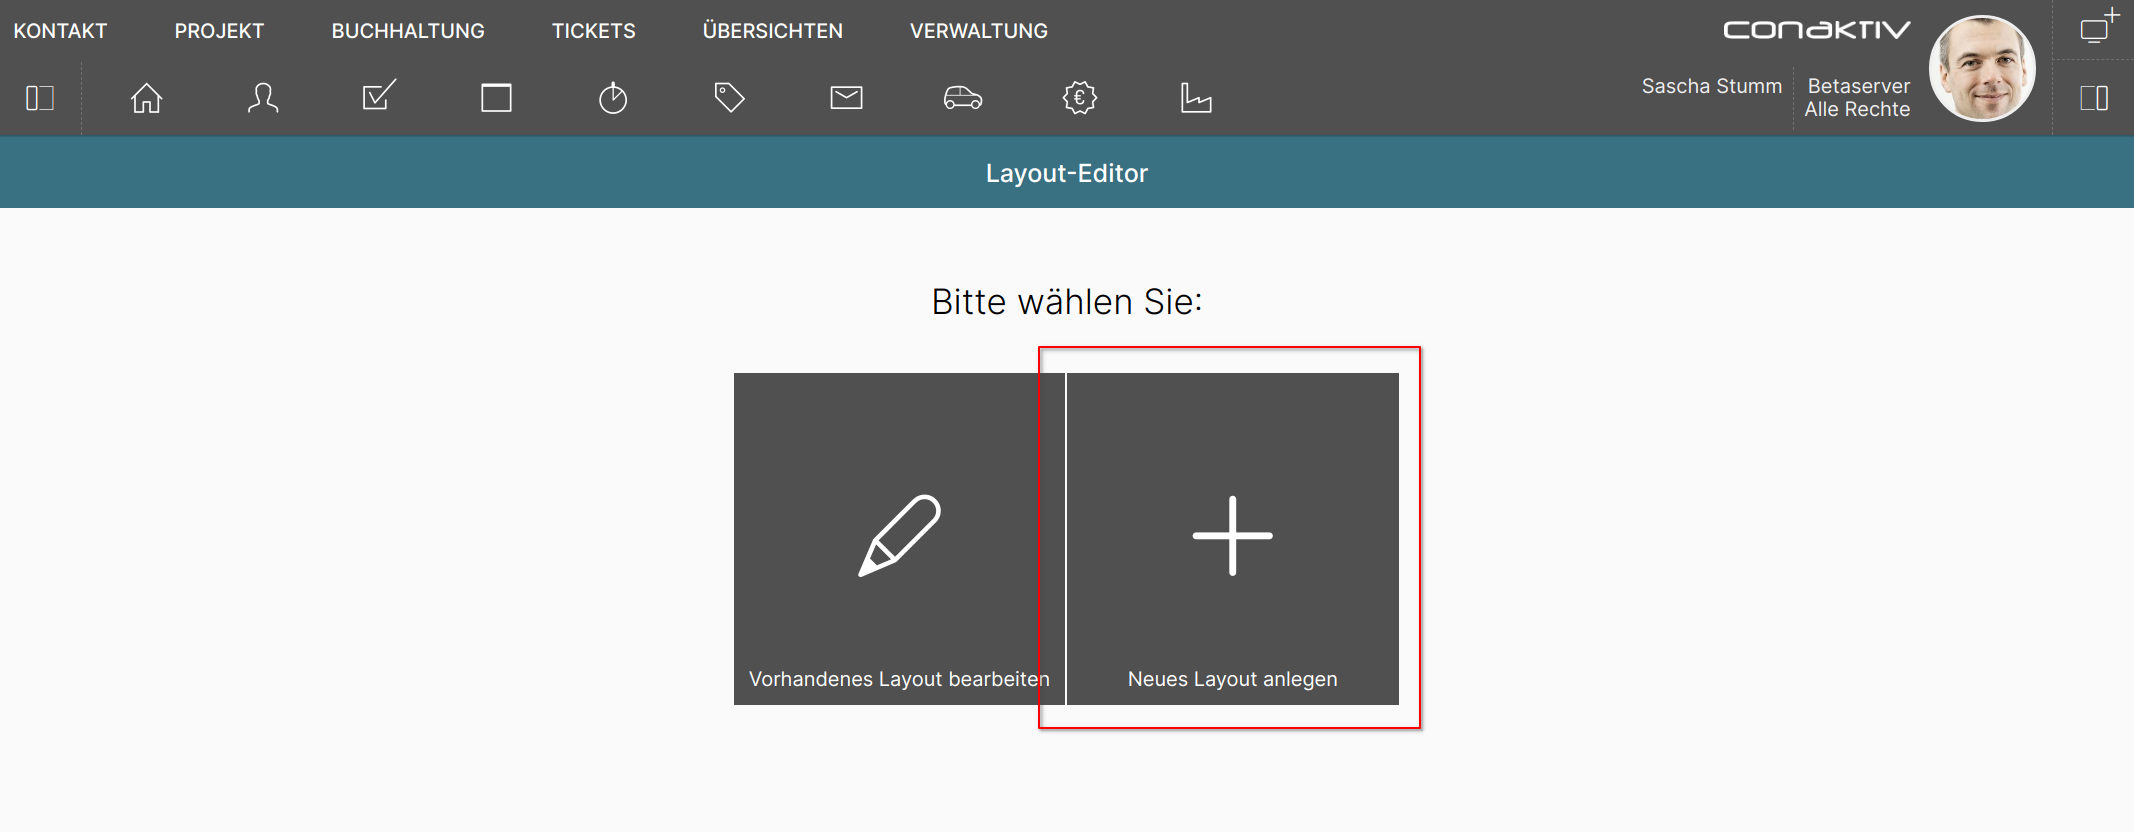 KONTAKT PROJEKT BUCHHALTUNG TICKETS ÜBERSICHTEN VERWALTUNG
conaktiv
Sascha Stumm
Betaserver
Alle Rechte
Layout-Editor
Bitte wählen Sie:
Vorhandenes Layout bearbeiten
Neues Layout anlegen